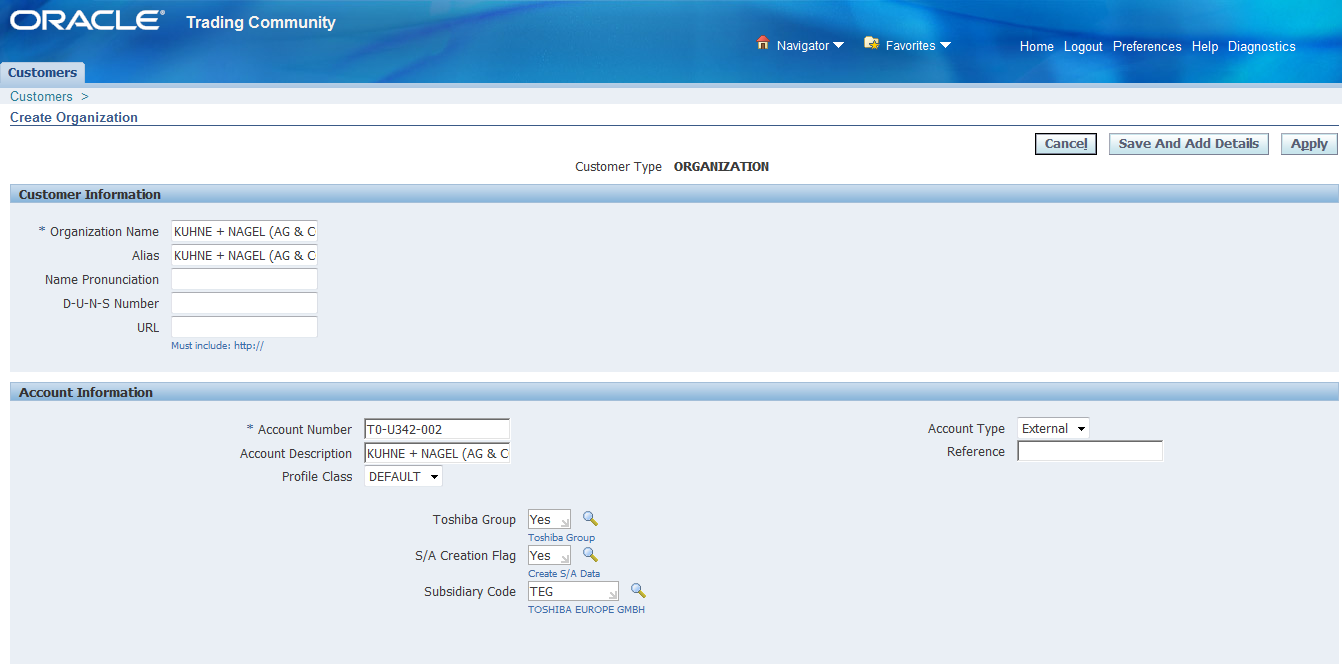 ORACLE® Trading Community
Navigator Favorites Home Logout Preferences Help Diagnostics
Customers
Customers >
Create Organization
Cancel Save And Add Details Apply
Customer Type ORGANIZATION
Customer Information
* Organization Name KUHNE + NAGEL (AG & C
Alias KUHNE + NAGEL (AG & C
Name Pronunciation
D-U-N-S Number
URL
Must include: http://
Account Information
* Account Number T0-U342-002 Account Type External
Account Description KUHNE + NAGEL (AG & C Reference
Profile Class DEFAULT
Toshiba Group Yes
Toshiba Group
S/A Creation Flag Yes
Create S/A Data
Subsidiary Code TEG
TOSHIBA EUROPE GMBH